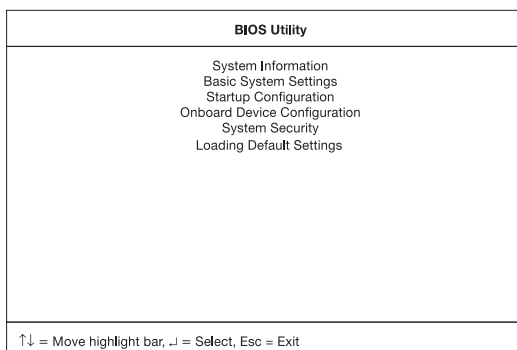 BIOS Utility
System Information
Basic System Settings
Startup Configuration
Onboard Device Configuration
System Security
Loading Default Settings
↑↓ = Move highlight bar, ↵ = Select, Esc = Exit